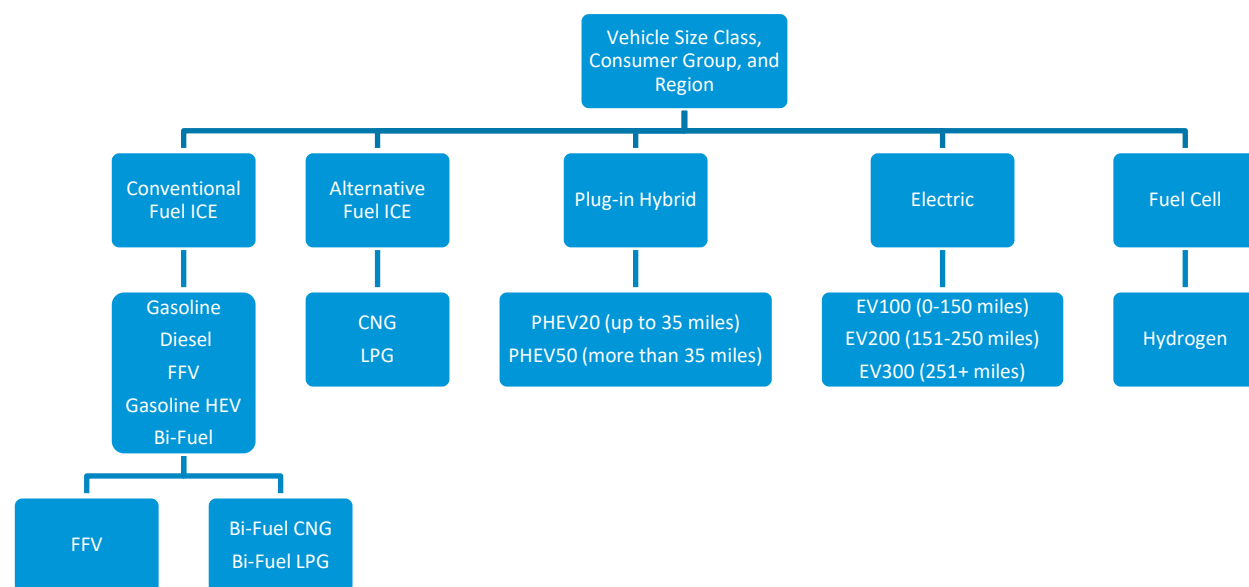 Vehicle Size Class,
Consumer Group, and
Region
Conventional
Fuel ICE
Alternative
Fuel ICE
Plug-in Hybrid
Electric
Fuel Cell
Gasoline
Diesel
FFV
Gasoline HEV
Bi-Fuel
CNG
LPG
PHEV20 (up to 35 miles)
PHEV50 (more than 35 miles)
EV100 (0-150 miles)
EV200 (151-250 miles)
EV300 (251+ miles)
Hydrogen
FFV
Bi-Fuel CNG
Bi-Fuel LPG